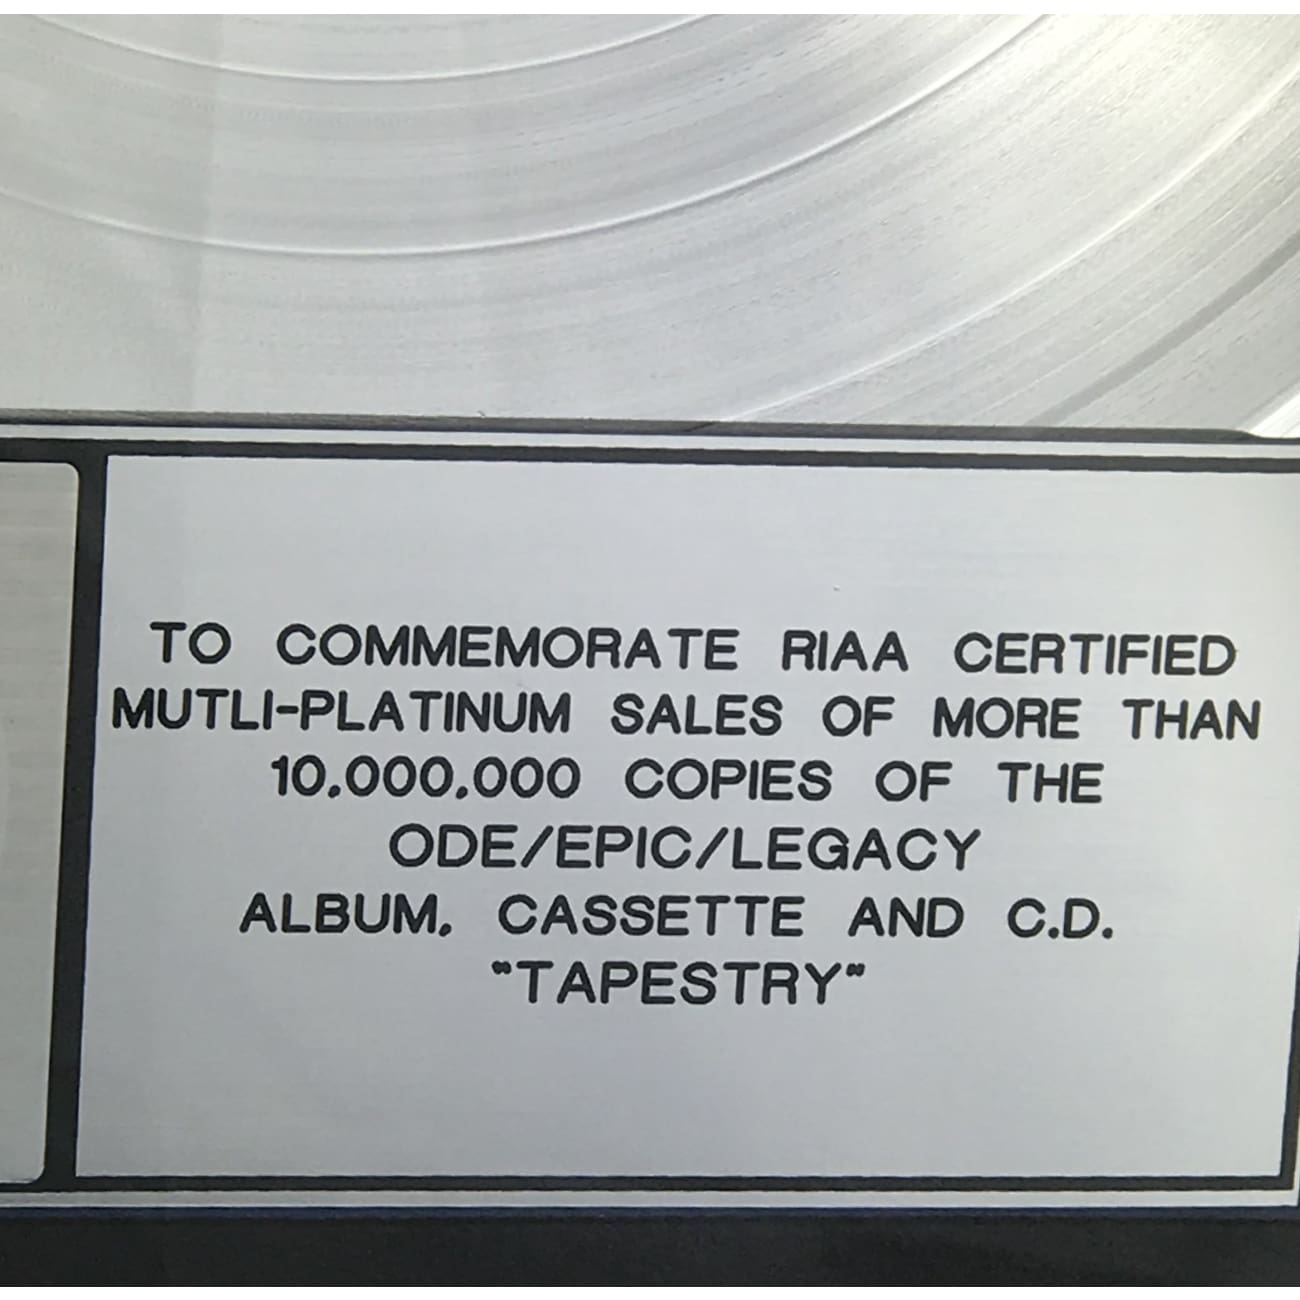 TO COMMEMORATE RIAA CERTIFIED
MUTLI-PLATINUM SALES OF MORE THAN
10,000,000 COPIES OF THE
ODE/EPIC/LEGACY
ALBUM, CASSETTE AND C.D.
"TAPESTRY"